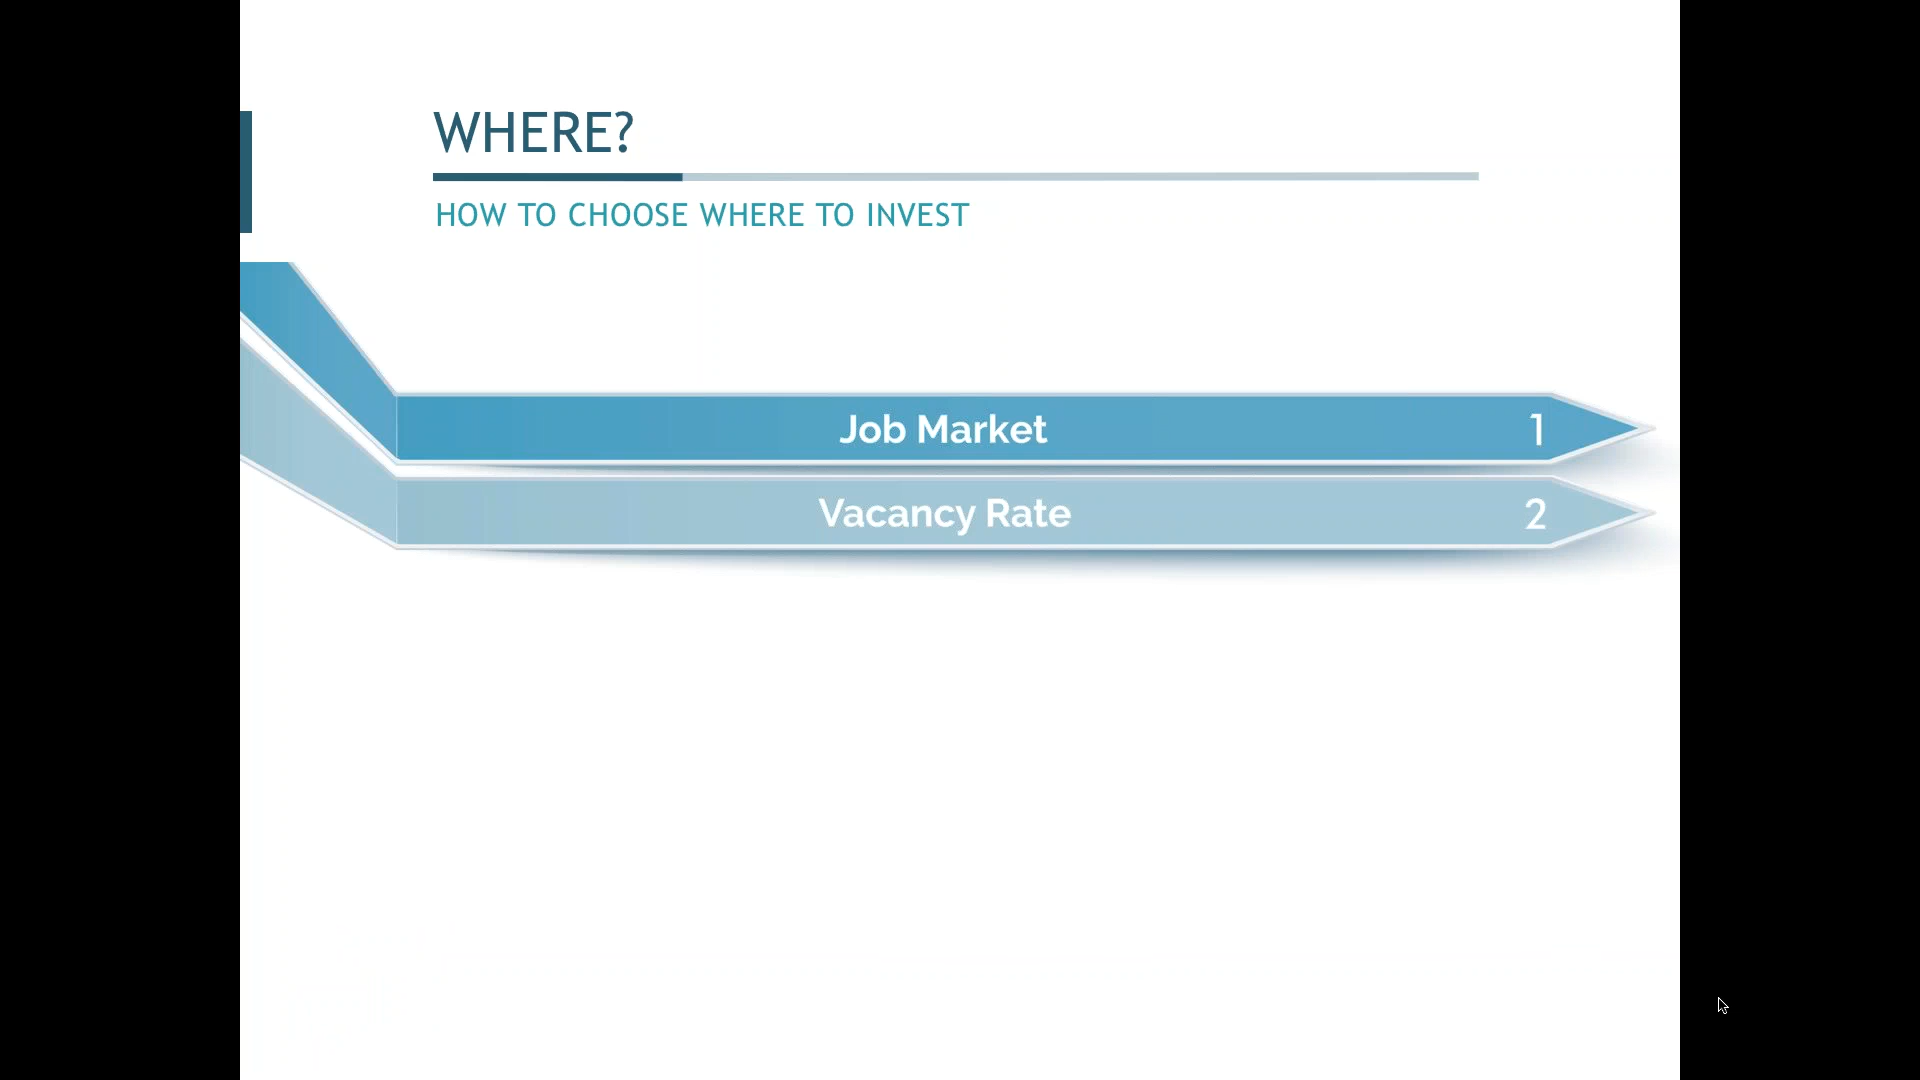 WHERE?
HOW TO CHOOSE WHERE TO INVEST
Job Market 1
Vacancy Rate 2